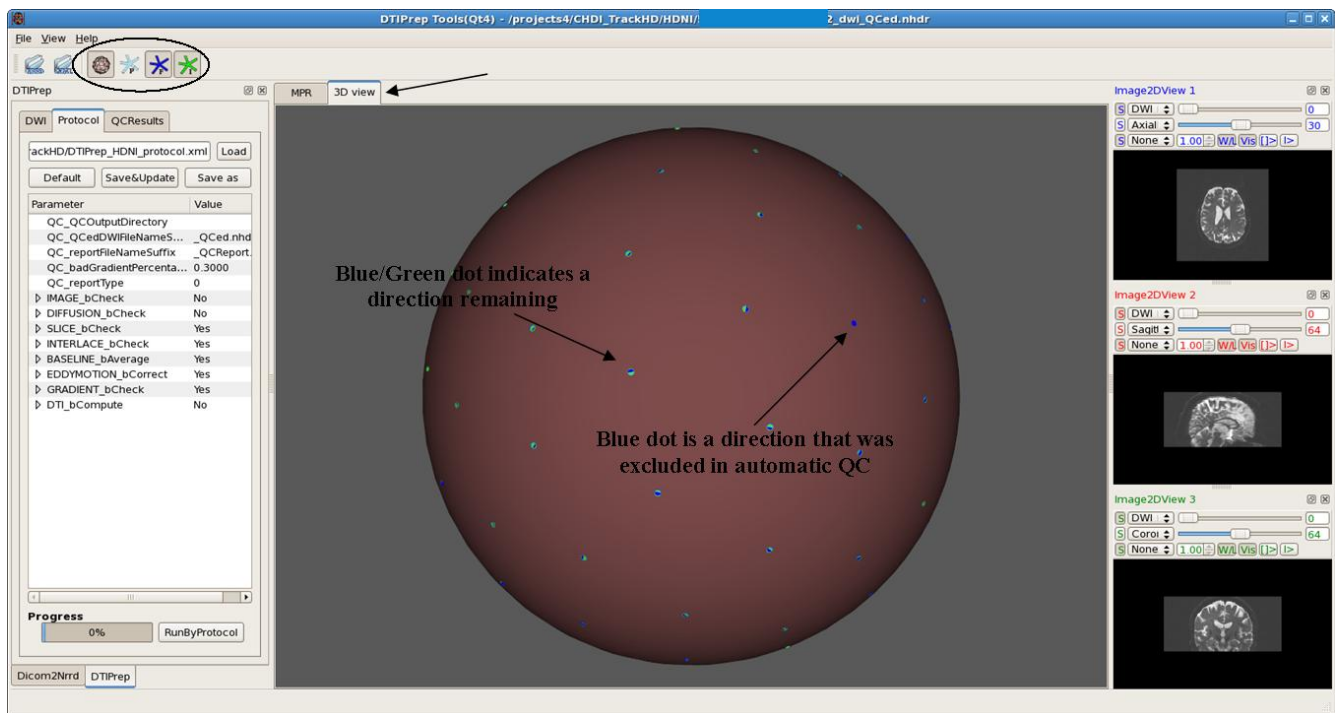 DTIPrep Tools(Qt4) - /projects4/CHDI_TrackHD/HDNI/ 2_dwi_QCed.nhdr
File View Help
DTIPrep
DWI Protocol QCResults
rackHD/DTIPrep_HDNI_protocol.xml Load
Default Save&Update Save as
Parameter Value
QC_QCOutputDirectory
QC_QCedDWIFileNameS... _QCed.nhd
QC_reportFileNameSuffix _QCReport.
QC_badGradientPercenta... 0.3000
QC_reportType 0
IMAGE_bCheck No
DIFFUSION_bCheck No
SLICE_bCheck Yes
INTERLACE_bCheck Yes
BASELINE_bAverage Yes
EDDYMOTION_bCorrect Yes
GRADIENT_bCheck Yes
DTI_bCompute No
Progress
0% RunByProtocol
Dicom2Nrrd DTIPrep
MPR 3D view
Blue/Green dot indicates a
direction remaining
Blue dot is a direction that was
excluded in automatic QC
Image2DView 1
S DWI 0
S Axial 30
S None 1.00 W/L Vis []> I>
Image2DView 2
S DWI 0
S Sagitt 64
S None 1.00 W/L Vis []> I>
Image2DView 3
S DWI 0
S Coroi 64
S None 1.00 W/L Vis []> I>